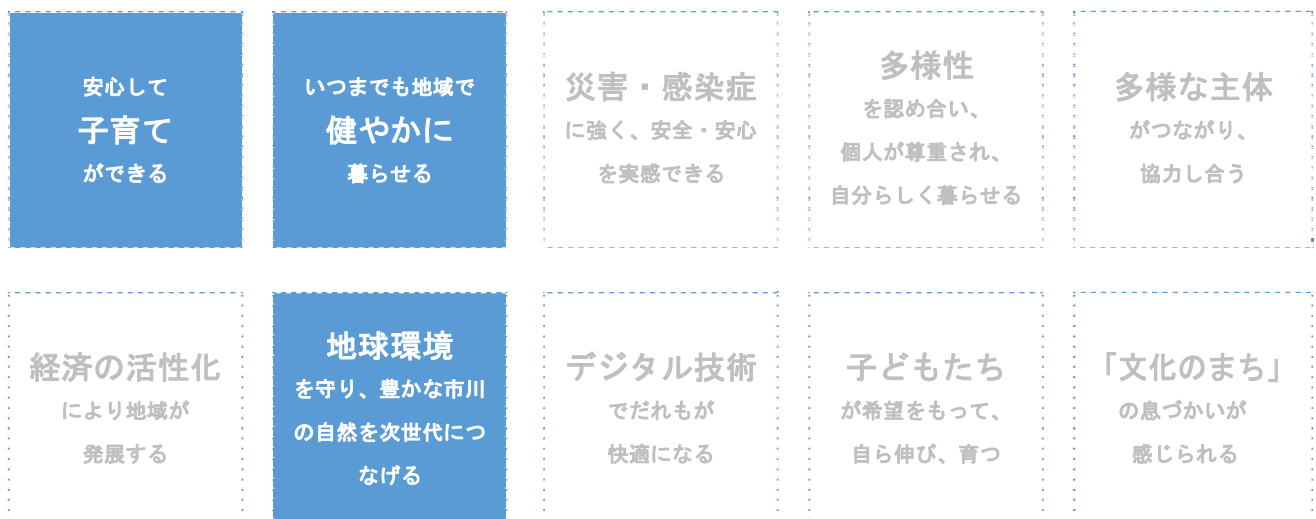 安心して
子育て
ができる
いつまでも地域で
健やかに
暮らせる
災害・感染症
に強く、安全・安心
を実感できる
多様性
を認め合い、
個人が尊重され、
自分らしく暮らせる
多様な主体
がつながり、
協力し合う
経済の活性化
により地域が
発展する
地球環境
を守り、豊かな市川
の自然を次世代につ
なげる
デジタル技術
でだれもが
快適になる
子どもたち
が希望をもって、
自ら伸び、育つ
「文化のまち」
の息づかいが
感じられる